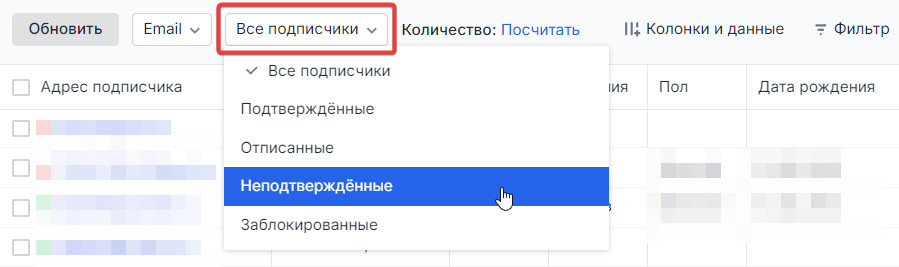 Обновить Email Все подписчики Количество: Посчитать Колонки и данные Фильтр
Адрес подписчика Пол Дата рождения
Все подписчики
Подтверждённые
Отписанные
Неподтверждённые
Заблокированные